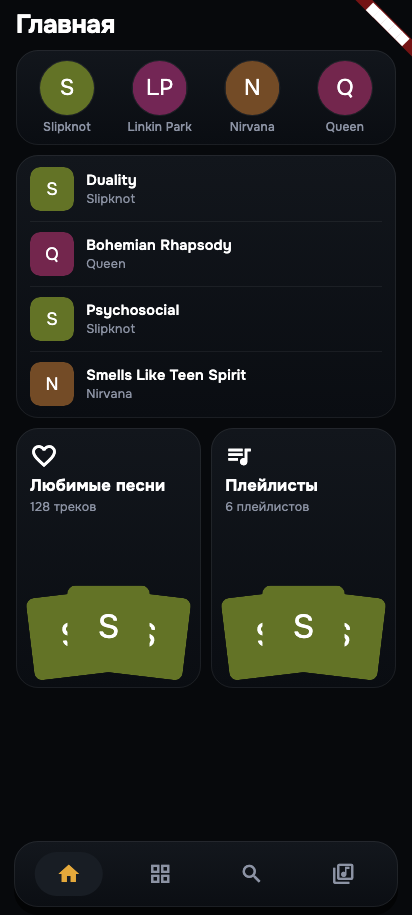 Главная
S LP N Q
Slipknot Linkin Park Nirvana Queen
S Duality
Slipknot
Q Bohemian Rhapsody
Queen
S Psychosocial
Slipknot
N Smells Like Teen Spirit
Nirvana
Любимые песни
128 треков
S
Плейлисты
6 плейлистов
S